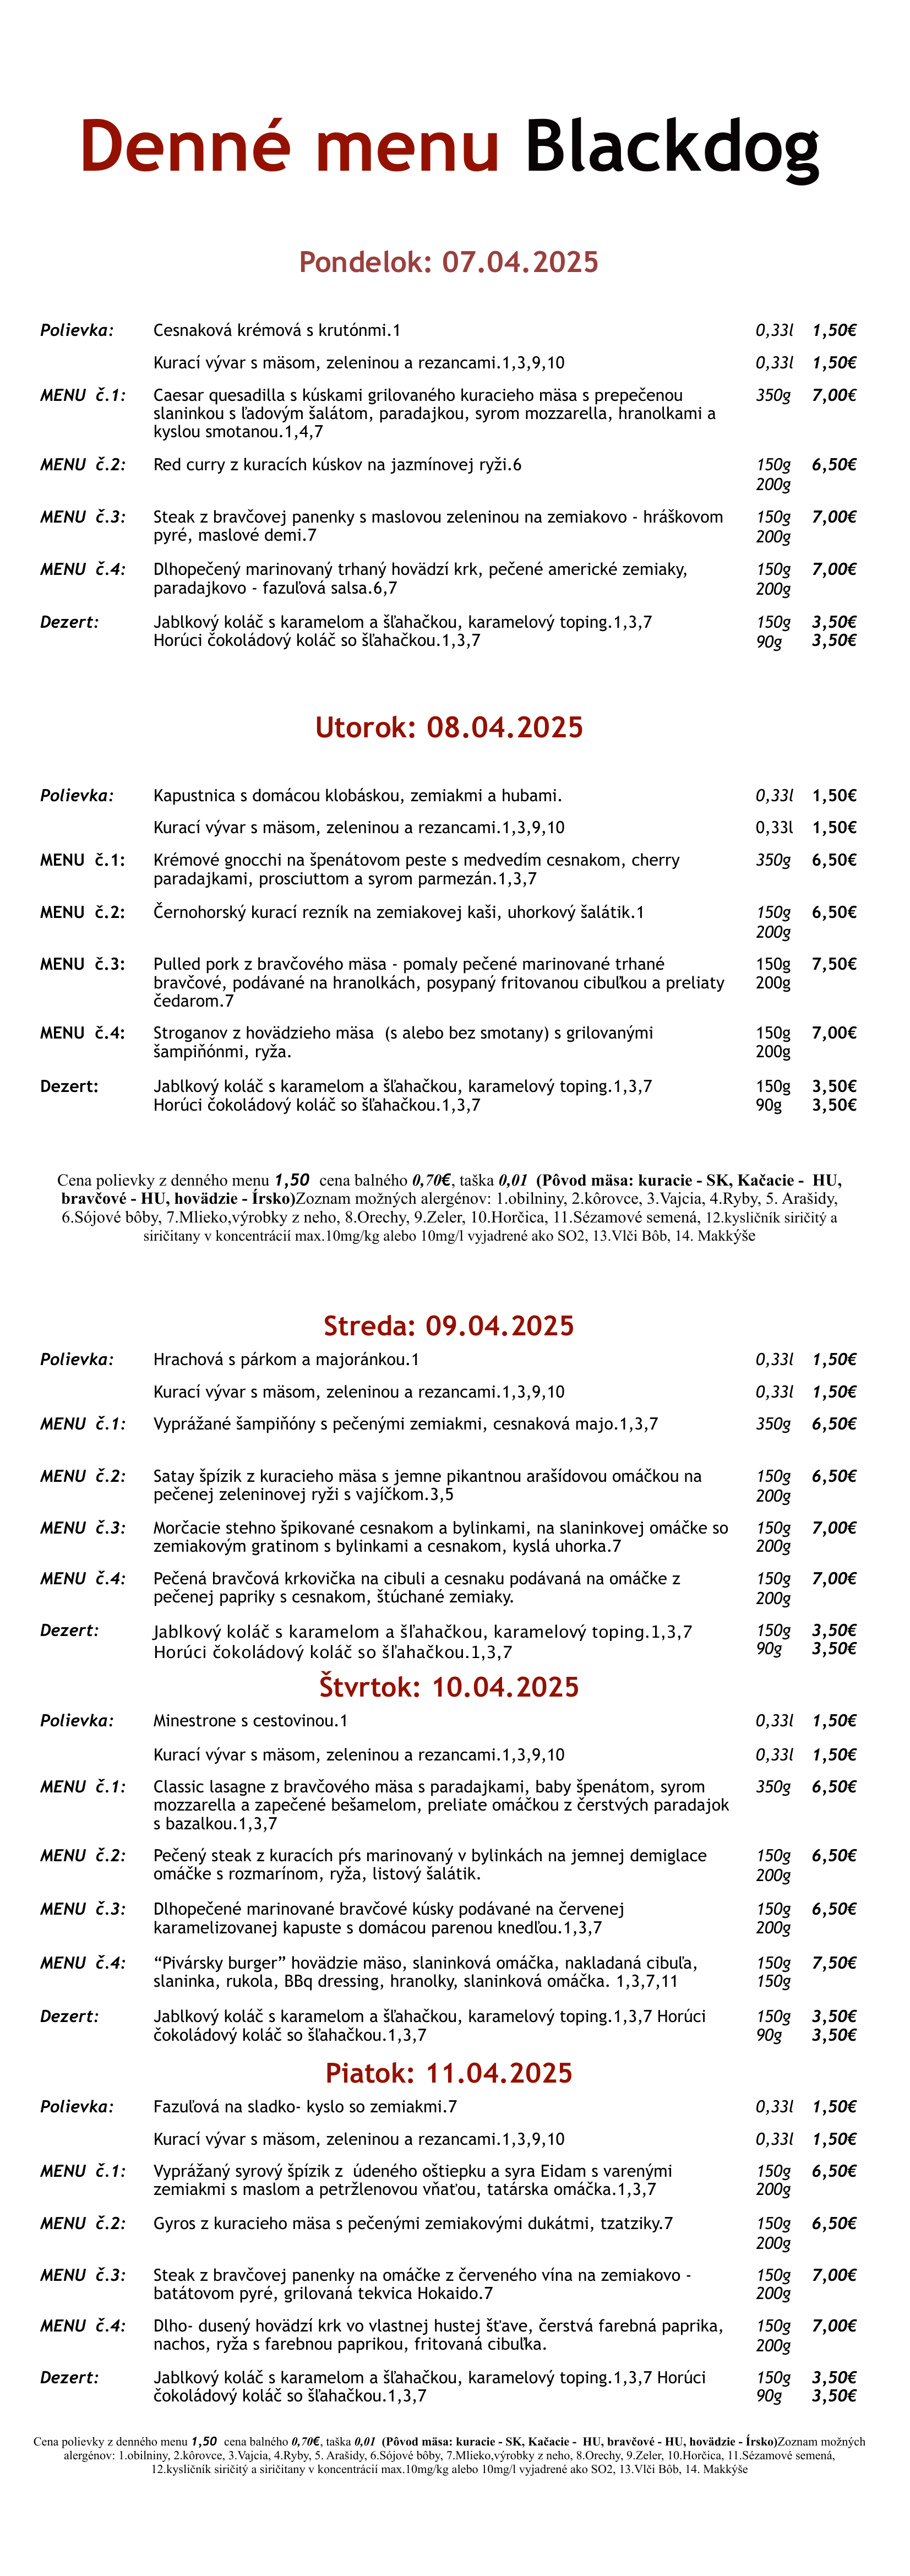 Denné menu Blackdog
Pondelok: 07.04.2025
Polievka: Cesnaková krémová s krutónmi.1 0,33l 1,50€
Kurací vývar s mäsom, zeleninou a rezancami.1,3,9,10 0,33l 1,50€
MENU č.1: Caesar quesadilla s kúskami grilovaného kuracieho mäsa s prepečenou 350g 7,00€
slaninkou s ľadovým šalátom, paradajkou, syrom mozzarella, hranolkami a
kyslou smotanou.1,4,7
MENU č.2: Red curry z kuracích kúskov na jazmínovej ryži.6 150g 6,50€
200g
MENU č.3: Steak z bravčovej panenky s maslovou zeleninou na zemiakovo - hráškovom 150g 7,00€
pyré, maslové demi.7 200g
MENU č.4: Dlhopečený marinovaný trhaný hovädzí krk, pečené americké zemiaky, 150g 7,00€
paradajkovo - fazuľová salsa.6,7 200g
Dezert: Jablkový koláč s karamelom a šľahačkou, karamelový toping.1,3,7 150g 3,50€
Horúci čokoládový koláč so šľahačkou.1,3,7 90g 3,50€
Utorok: 08.04.2025
Polievka: Kapustnica s domácou klobáskou, zemiakmi a hubami. 0,33l 1,50€
Kurací vývar s mäsom, zeleninou a rezancami.1,3,9,10 0,33l 1,50€
MENU č.1: Krémové gnocchi na špenátovom peste s medvedím cesnakom, cherry 350g 6,50€
paradajkami, prosciuttom a syrom parmezán.1,3,7
MENU č.2: Černohorský kurací rezník na zemiakovej kaši, uhorkový šalátik.1 150g 6,50€
200g
MENU č.3: Pulled pork z bravčového mäsa - pomaly pečené marinované trhané 150g 7,50€
bravčové, podávané na hranolkách, posypaný fritovanou cibuľkou a preliaty 200g
čedarom.7
MENU č.4: Stroganov z hovädzieho mäsa (s alebo bez smotany) s grilovanými 150g 7,00€
šampiňónmi, ryža. 200g
Dezert: Jablkový koláč s karamelom a šľahačkou, karamelový toping.1,3,7 150g 3,50€
Horúci čokoládový koláč so šľahačkou.1,3,7 90g 3,50€
Cena polievky z denného menu 1,50 cena balného 0,70€, taška 0,01 (Pôvod mäsa: kuracie - SK, Kačacie - HU,
bravčové - HU, hovädzie - Írsko)Zoznam možných alergénov: 1.obilniny, 2.kôrovce, 3.Vajcia, 4.Ryby, 5. Arašidy,
6.Sójové bôby, 7.Mlieko,výrobky z neho, 8.Orechy, 9.Zeler, 10.Horčica, 11.Sézamové semená, 12.kysličník siričitý a
siričitany v koncentrácií max.10mg/kg alebo 10mg/l vyjadrené ako SO2, 13.Vlčí Bôb, 14. Makkýše
Streda: 09.04.2025
Polievka: Hrachová s párkom a majoránkou.1 0,33l 1,50€
Kurací vývar s mäsom, zeleninou a rezancami.1,3,9,10 0,33l 1,50€
MENU č.1: Vyprážané šampiňóny s pečenými zemiakmi, cesnaková majo.1,3,7 350g 6,50€
MENU č.2: Satay špízik z kuracieho mäsa s jemne pikantnou arašídovou omáčkou na 150g 6,50€
pečenej zeleninovej ryži s vajíčkom.3,5 200g
MENU č.3: Morčacie stehno špikované cesnakom a bylinkami, na slaninkovej omáčke so 150g 7,00€
zemiakovým gratinom s bylinkami a cesnakom, kyslá uhorka.7 200g
MENU č.4: Pečená bravčová krkovička na cibuli a cesnaku podávaná na omáčke z 150g 7,00€
pečenej papriky s cesnakom, štúchané zemiaky. 200g
Dezert: Jablkový koláč s karamelom a šľahačkou, karamelový toping.1,3,7 150g 3,50€
Horúci čokoládový koláč so šľahačkou.1,3,7 90g 3,50€
Štvrtok: 10.04.2025
Polievka: Minestrone s cestovinou.1 0,33l 1,50€
Kurací vývar s mäsom, zeleninou a rezancami.1,3,9,10 0,33l 1,50€
MENU č.1: Classic lasagne z bravčového mäsa s paradajkami, baby špenátom, syrom 350g 6,50€
mozzarella a zapečené bešamelom, preliate omáčkou z čerstvých paradajok
s bazalkou.1,3,7
MENU č.2: Pečený steak z kuracích pŕs marinovaný v bylinkách na jemnej demiglace 150g 6,50€
omáčke s rozmarínom, ryža, listový šalátik. 200g
MENU č.3: Dlhopečené marinované bravčové kúsky podávané na červenej 150g 6,50€
karamelizovanej kapuste s domácou parenou knedľou.1,3,7 200g
MENU č.4: “Pivársky burger” hovädzie mäso, slaninková omáčka, nakladaná cibuľa, 150g 7,50€
slaninka, rukola, BBq dressing, hranolky, slaninková omáčka. 1,3,7,11 150g
Dezert: Jablkový koláč s karamelom a šľahačkou, karamelový toping.1,3,7 Horúci 150g 3,50€
čokoládový koláč so šľahačkou.1,3,7 90g 3,50€
Piatok: 11.04.2025
Polievka: Fazuľová na sladko- kyslo so zemiakmi.7 0,33l 1,50€
Kurací vývar s mäsom, zeleninou a rezancami.1,3,9,10 0,33l 1,50€
MENU č.1: Vyprážaný syrový špízik z údeného oštiepku a syra Eidam s varenými 150g 6,50€
zemiakmi s maslom a petržlenovou vňaťou, tatárska omáčka.1,3,7 200g
MENU č.2: Gyros z kuracieho mäsa s pečenými zemiakovými dukátmi, tzatziky.7 150g 6,50€
200g
MENU č.3: Steak z bravčovej panenky na omáčke z červeného vína na zemiakovo - 150g 7,00€
batátovom pyré, grilovaná tekvica Hokaido.7 200g
MENU č.4: Dlho- dusený hovädzí krk vo vlastnej hustej šťave, čerstvá farebná paprika, 150g 7,00€
nachos, ryža s farebnou paprikou, fritovaná cibuľka. 200g
Dezert: Jablkový koláč s karamelom a šľahačkou, karamelový toping.1,3,7 Horúci 150g 3,50€
čokoládový koláč so šľahačkou.1,3,7 90g 3,50€
Cena polievky z denného menu 1,50 cena balného 0,70€, taška 0,01 (Pôvod mäsa: kuracie - SK, Kačacie - HU, bravčové - HU, hovädzie - Írsko)Zoznam možných
alergénov: 1.obilniny, 2.kôrovce, 3.Vajcia, 4.Ryby, 5. Arašidy, 6.Sójové bôby, 7.Mlieko,výrobky z neho, 8.Orechy, 9.Zeler, 10.Horčica, 11.Sézamové semená,
12.kysličník siričitý a siričitany v koncentrácií max.10mg/kg alebo 10mg/l vyjadrené ako SO2, 13.Vlčí Bôb, 14. Makkýše